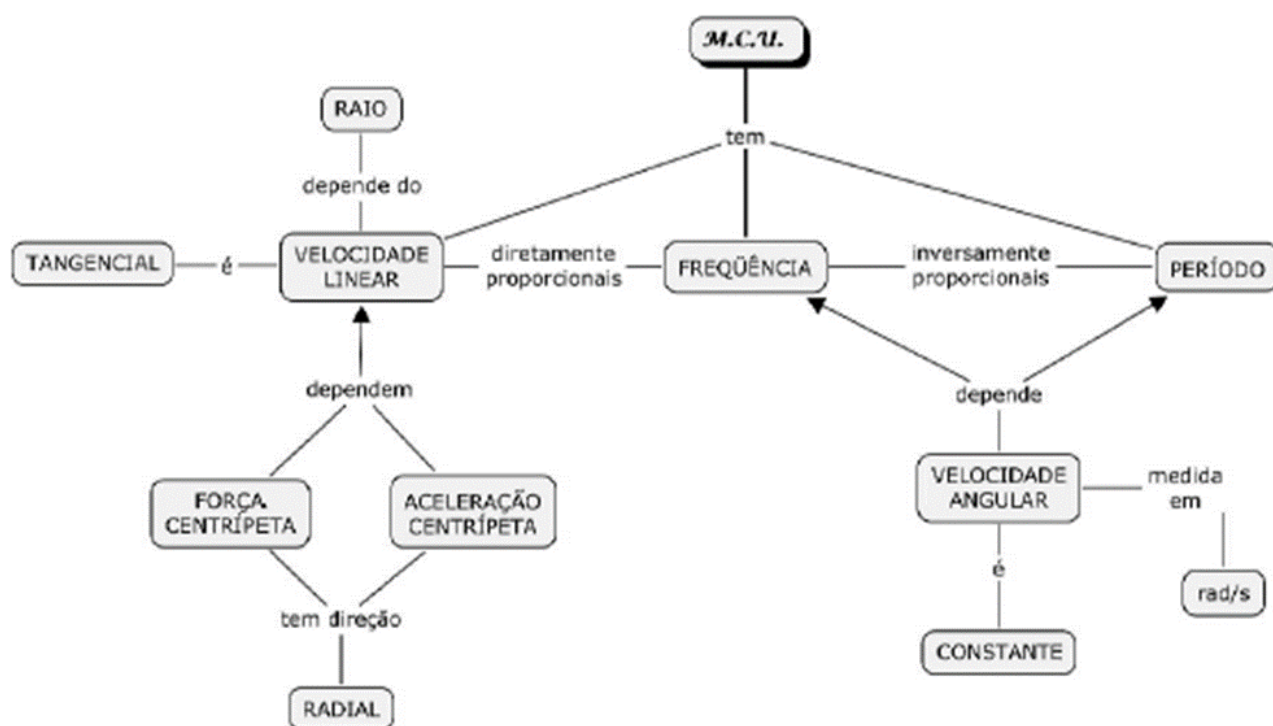 M.C.U.
RAIO
tem
depende do
TANGENCIAL
é
VELOCIDADE
LINEAR
diretamente
proporcionais
FREQÜÊNCIA
inversamente
proporcionais
PERÍODO
dependem
depende
FORÇA
CENTRÍPETA
ACELERAÇÃO
CENTRÍPETA
VELOCIDADE
ANGULAR
medida
em
é
rad/s
tem direção
CONSTANTE
RADIAL